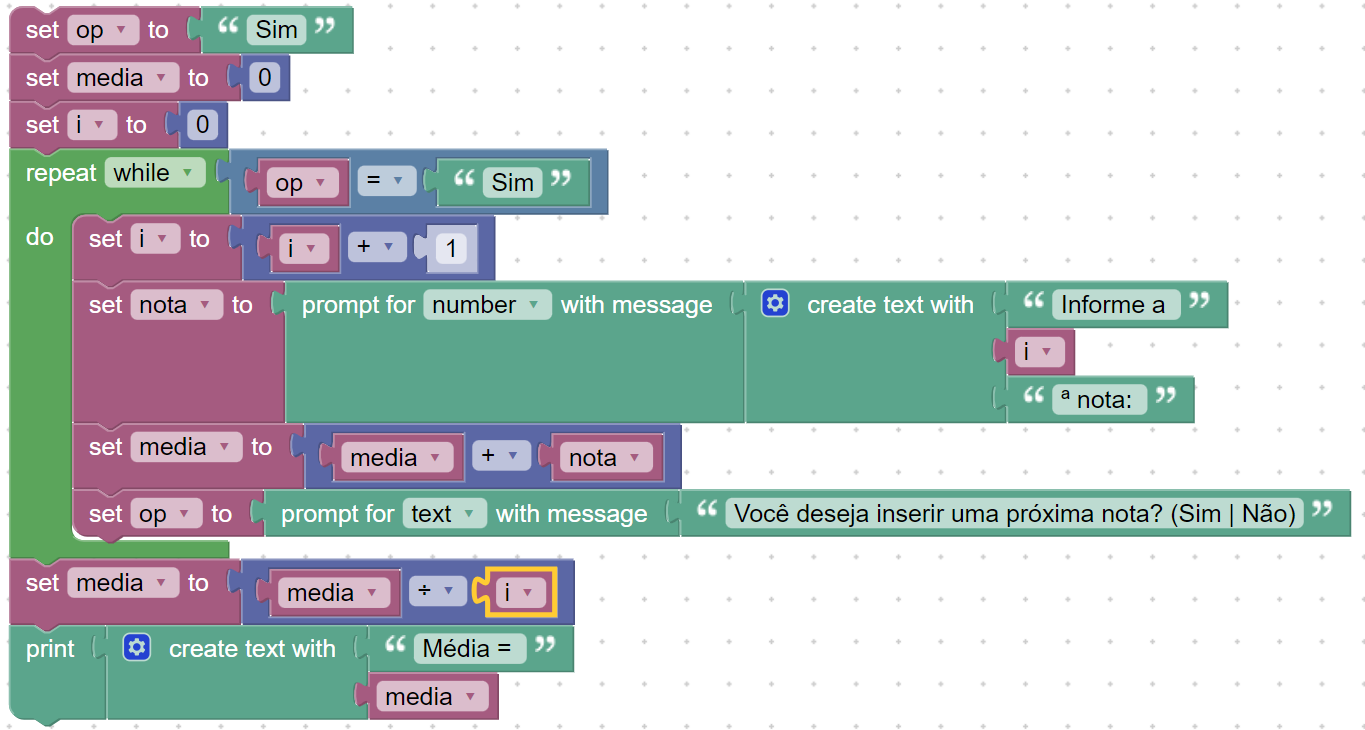 set op to “ Sim ”
set media to 0
set i to 0
repeat while op = “ Sim ”
do set i to i + 1
set nota to prompt for number with message create text with “ Informe a ”
i
“ ª nota: ”
set media to media + nota
set op to prompt for text with message “ Você deseja inserir uma próxima nota? (Sim | Não) ”
set media to media ÷ i
print create text with “ Média = ”
media